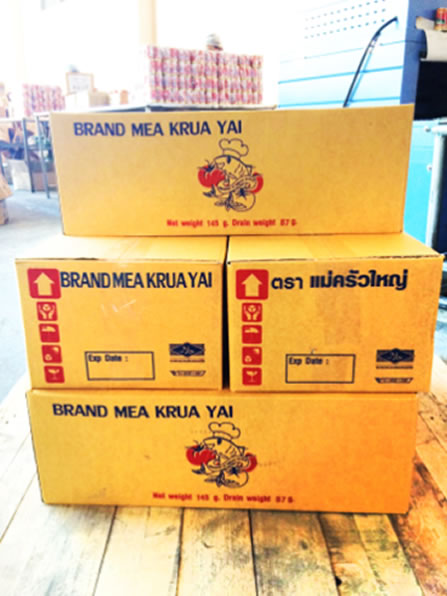 BRAND MEA KRUA YAI
Net weight 145 g. Drain weight 87 g.
BRAND MEA KRUA YAI
Exp Date :
ตรา แม่ครัวใหญ่
Exp Date :
BRAND MEA KRUA YAI
Net weight 145 g. Drain weight 87 g.